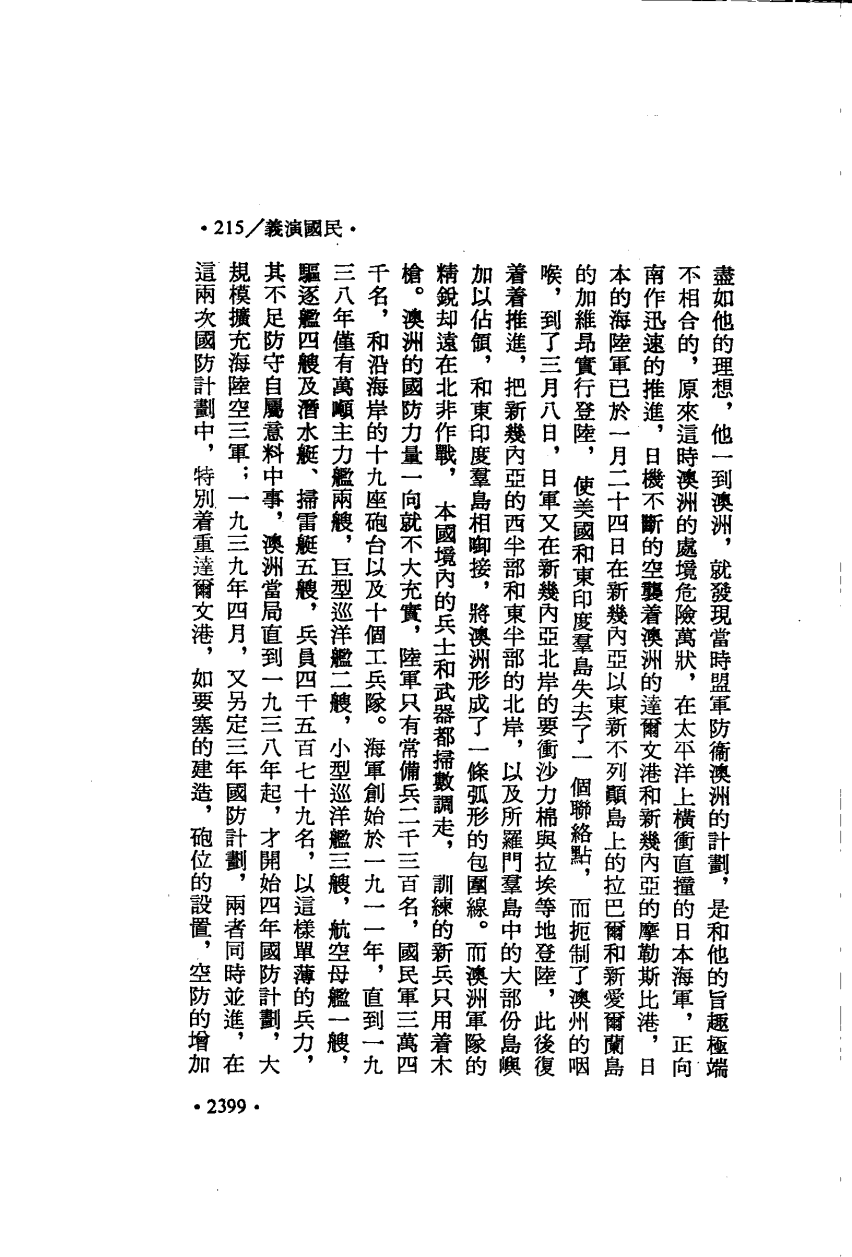 ·215/義演國民·
盡如他的理想，他一到澳洲，就發現當時盟軍防衞澳洲的計劃，是和他的旨趣極端
不相合的，原來這時澳洲的處境危險萬狀，在太平洋上橫衝直撞的日本海軍，正向
南作迅速的推進，日機不斷的空襲着澳洲的達爾文港和新幾內亞的摩勒斯比港，日
本的海陸軍已於一月二十四日在新幾內亞以東新不列顚島上的拉巴爾和新愛爾蘭島
的加維昻實行登陸，使美國和東印度羣島失去了一個聯絡點，而扼制了澳州的咽
喉，到了三月八日，日軍又在新幾內亞北岸的要衝沙力棉與拉埃等地登陸，此後復
着着推進，把新幾內亞的西半部和東半部的北岸，以及所羅門羣島中的大部份島嶼
加以佔領，和東印度羣島相啣接，將澳洲形成了一條弧形的包圍線。而澳洲軍隊的
精銳却遠在北非作戰，本國境內的兵士和武器都掃數調走，訓練的新兵只用着木
槍。澳洲的國防力量一向就不大充實，陸軍只有常備兵二千三百名，國民軍三萬四
千名，和沿海岸的十九座砲台以及十個工兵隊。海軍創始於一九一一年，直到一九
三八年僅有萬噸主力艦兩艘，巨型巡洋艦二艘，小型巡洋艦三艘，航空母艦一艘，
驅逐艦四艘及潛水艇、掃雷艇五艘，兵員四千五百七十九名，以這樣單薄的兵力，
其不足防守自屬意料中事，澳洲當局直到一九三八年起，才開始四年國防計劃，大
規模擴充海陸空三軍；一九三九年四月，又另定三年國防計劃，兩者同時並進，在
這兩次國防計劃中，特別着重達爾文港，如要塞的建造，砲位的設置，空防的增加
·2399·